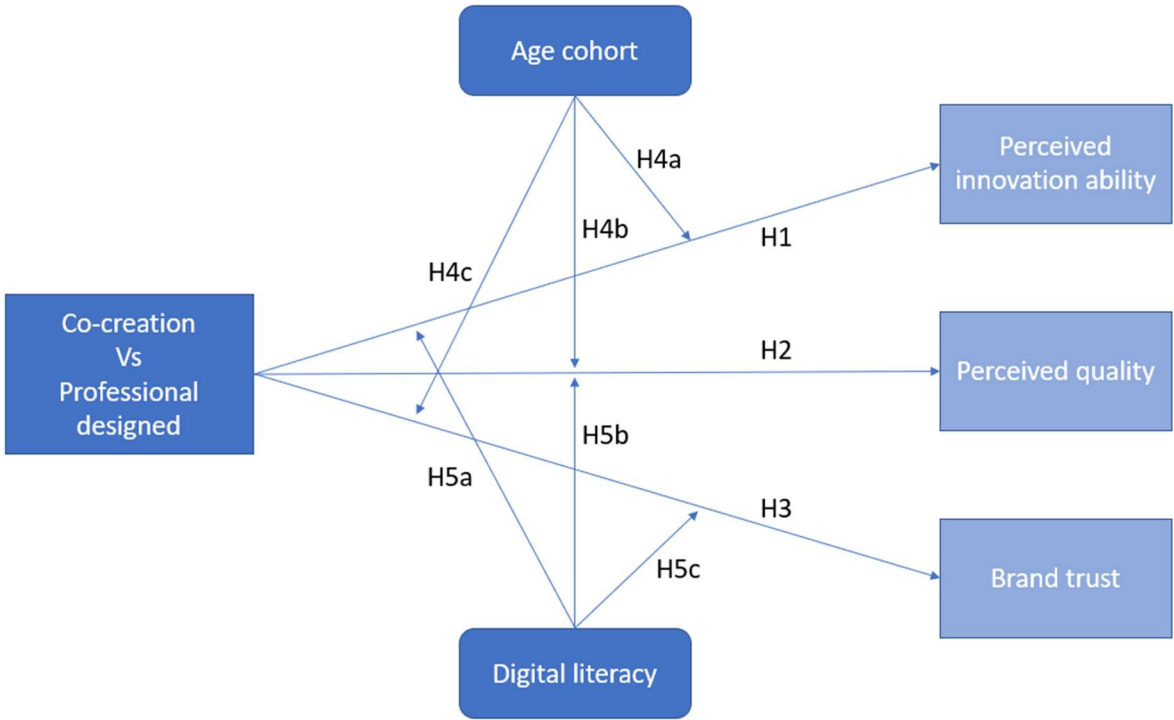 Age cohort
Perceived
innovation ability
H4a
H4b
H1
H4c
Co-creation
Vs
Professional
designed
H2
Perceived quality
H5b
H5a
H3
H5c
Brand trust
Digital literacy